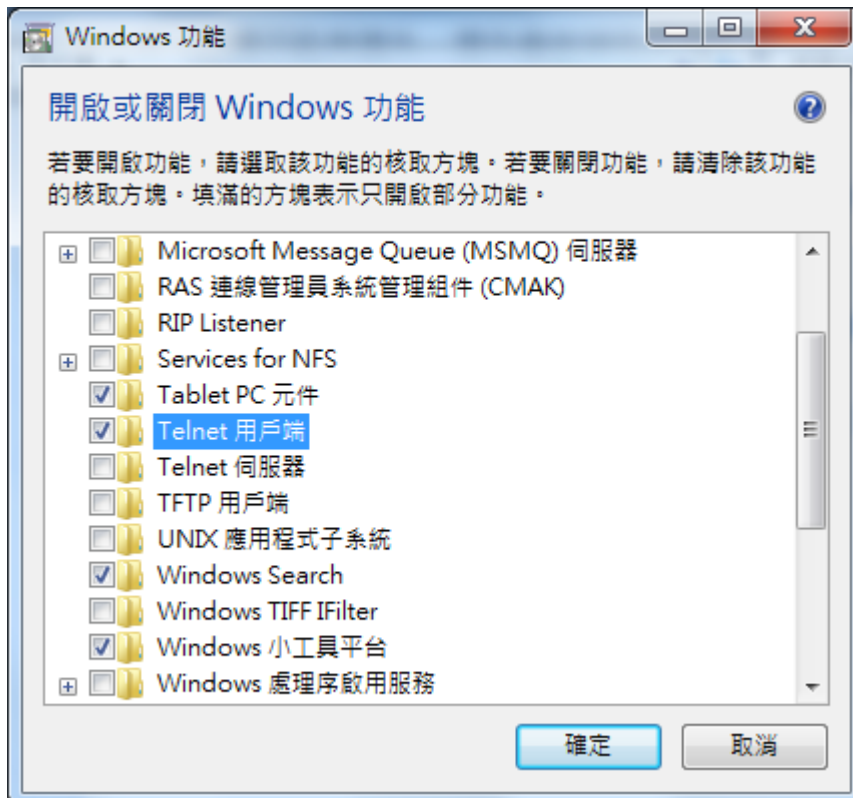 Windows 功能
開啟或關閉 Windows 功能
若要開啟功能，請選取該功能的核取方塊。若要關閉功能，請清除該功能
的核取方塊。填滿的方塊表示只開啟部分功能。
Microsoft Message Queue (MSMQ) 伺服器
RAS 連線管理員系統管理組件 (CMAK)
RIP Listener
Services for NFS
Tablet PC 元件
Telnet 用戶端
Telnet 伺服器
TFTP 用戶端
UNIX 應用程式子系統
Windows Search
Windows TIFF IFilter
Windows 小工具平台
Windows 處理序啟用服務
確定
取消